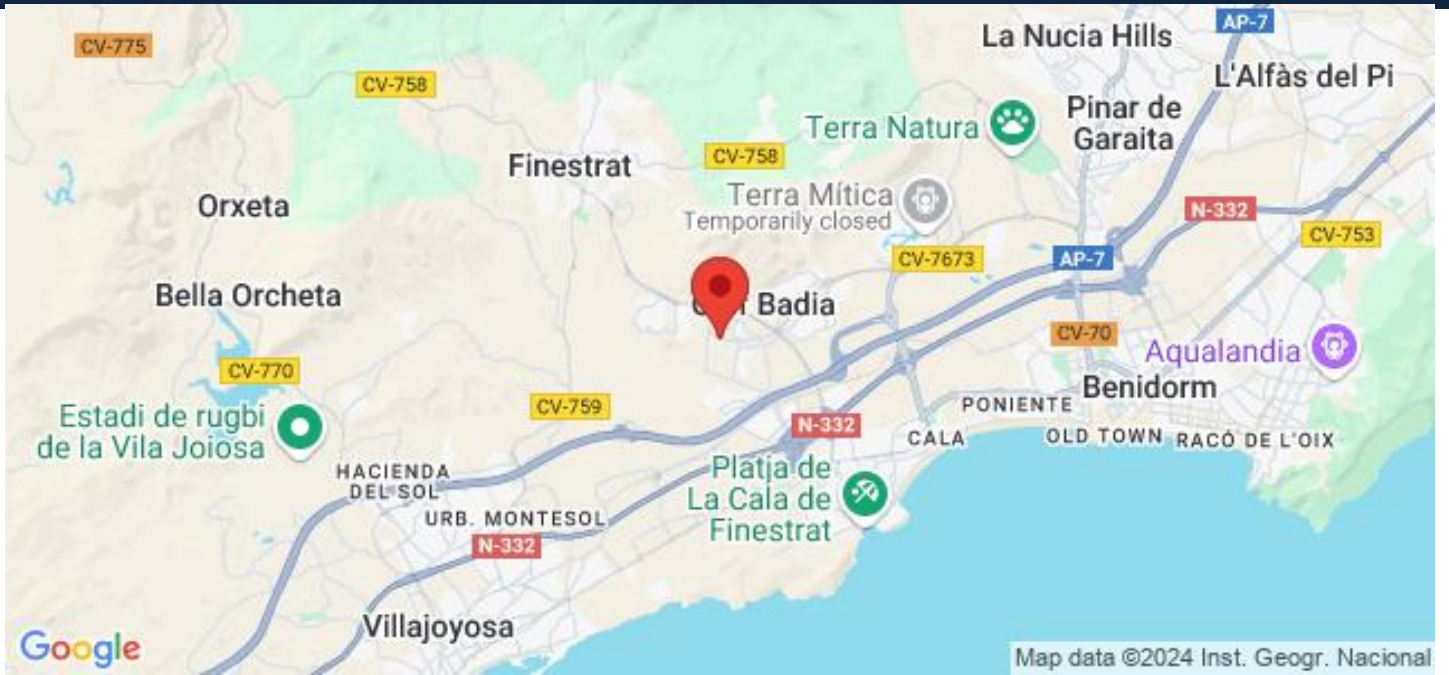 CV-775
CV-758
La Nucia Hills
AP-7
L'Alfàs del Pi
Pinar de
Garaita
Terra Natura
Finestrat
CV-758
Terra Mítica
Temporarily closed
Orxeta
N-332
CV-753
CV-7673
AP-7
Bella Orcheta
Badia
CV-70
Aqualandia
CV-770
Benidorm
CV-759
PONIENTE
Estadi de rugbi
de la Vila Joiosa
N-332
CALA
OLD TOWN
RACÓ DE L'OIX
HACIENDA
DEL SOL
Platja de
La Cala de
Finestrat
URB. MONTESOL
N-332
Villajoyosa
Google
Map data ©2024 Inst. Geogr. Nacional